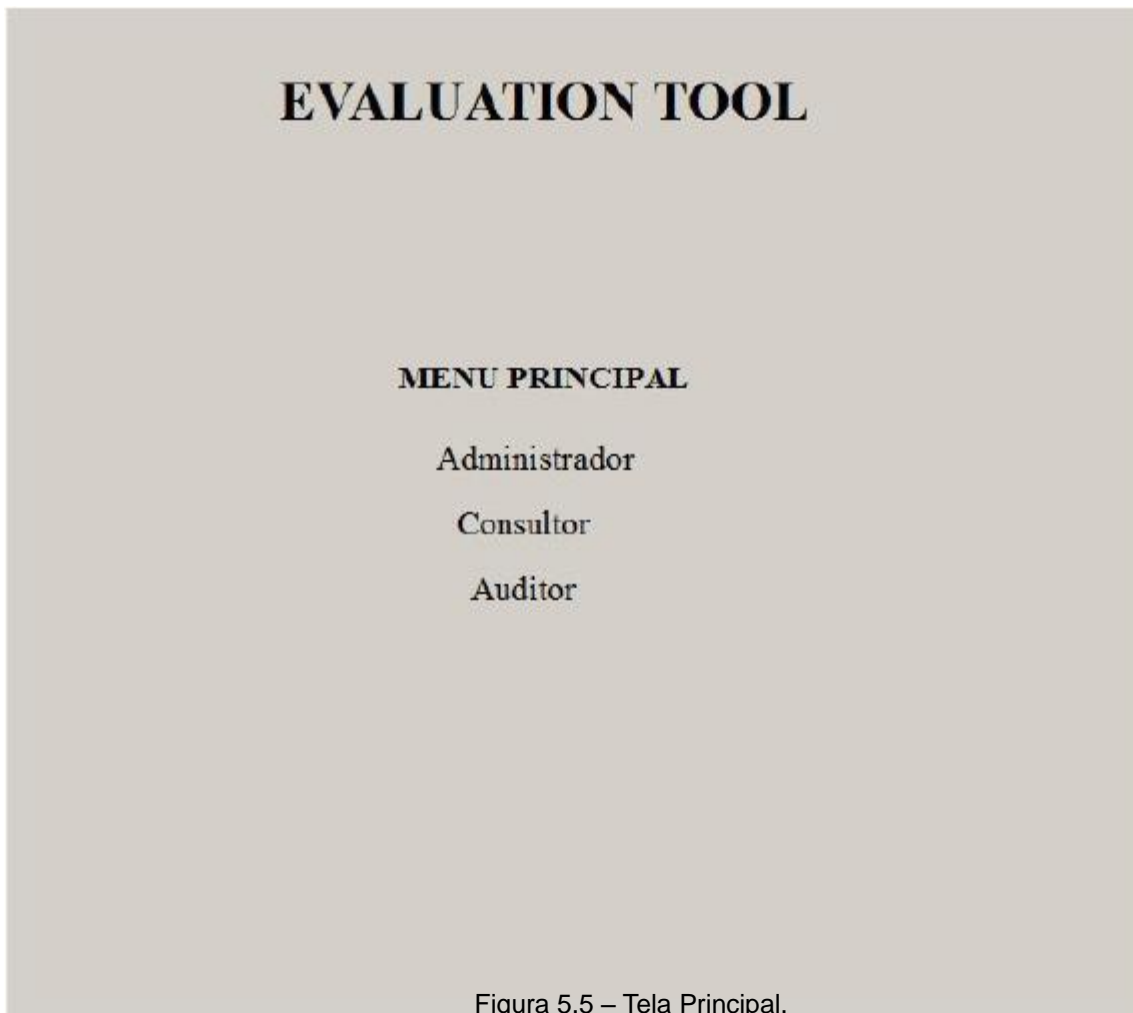 EVALUATION TOOL
MENU PRINCIPAL
Administrador
Consultor
Auditor
Figura 5.5 – Tela Principal.